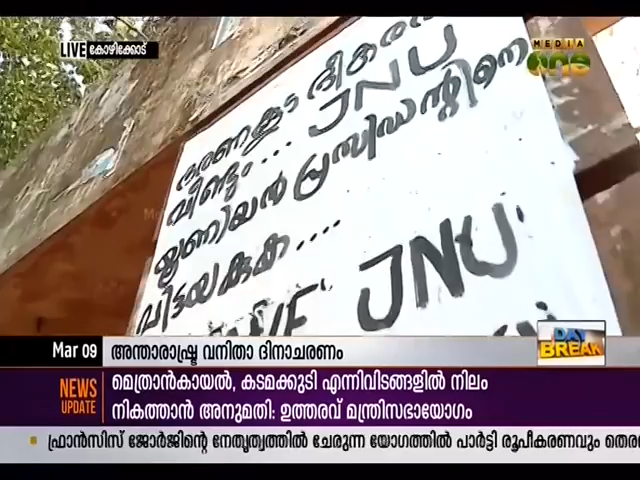 LIVE കോഴിക്കോട്
MEDIA
one
ഭരണകൂട ഭീകരത
വീണ്ടും.... JNU
യൂണിയൻ പ്രസിഡന്റിനെ
വിട്ടയക്കുക....
JNU
DAY
BREAK
Mar 09 അന്താരാഷ്ട്ര വനിതാ ദിനാചരണം
NEWS
UPDATE
മെത്രാൻകായൽ, കടമക്കുടി എന്നിവിടങ്ങളിൽ നിലം
നികത്താൻ അനുമതി: ഉത്തരവ് മന്ത്രിസഭായോഗം
ഫ്രാൻസിസ് ജോർജിന്റെ നേതൃത്വത്തിൽ ചേരുന്ന യോഗത്തിൽ പാർട്ടി രൂപീകരണവും